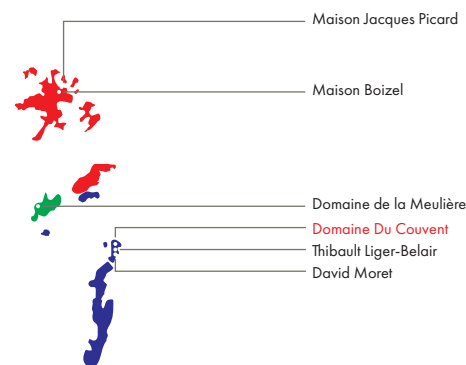 Maison Jacques Picard
Maison Boizel
Domaine de la Meulière
Domaine Du Couvent
Thibault Liger-Belair
David Moret